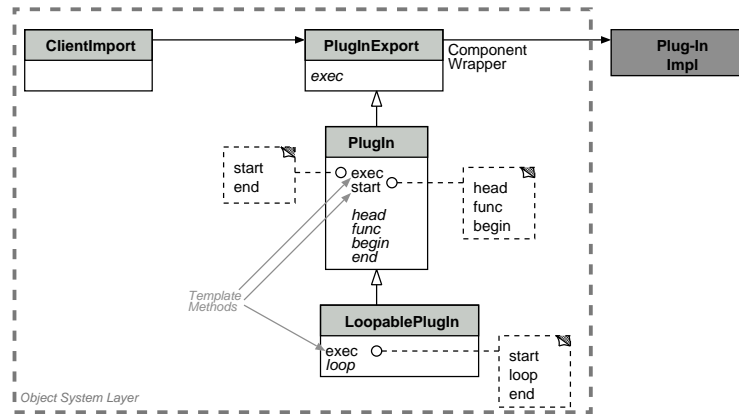 ClientImport
PlugInExport
exec
Component
Wrapper
Plug-In
Impl
PlugIn
exec
start
head
func
begin
end
start
end
head
func
begin
Template
Methods
LoopablePlugIn
exec
loop
start
loop
end
Object System Layer